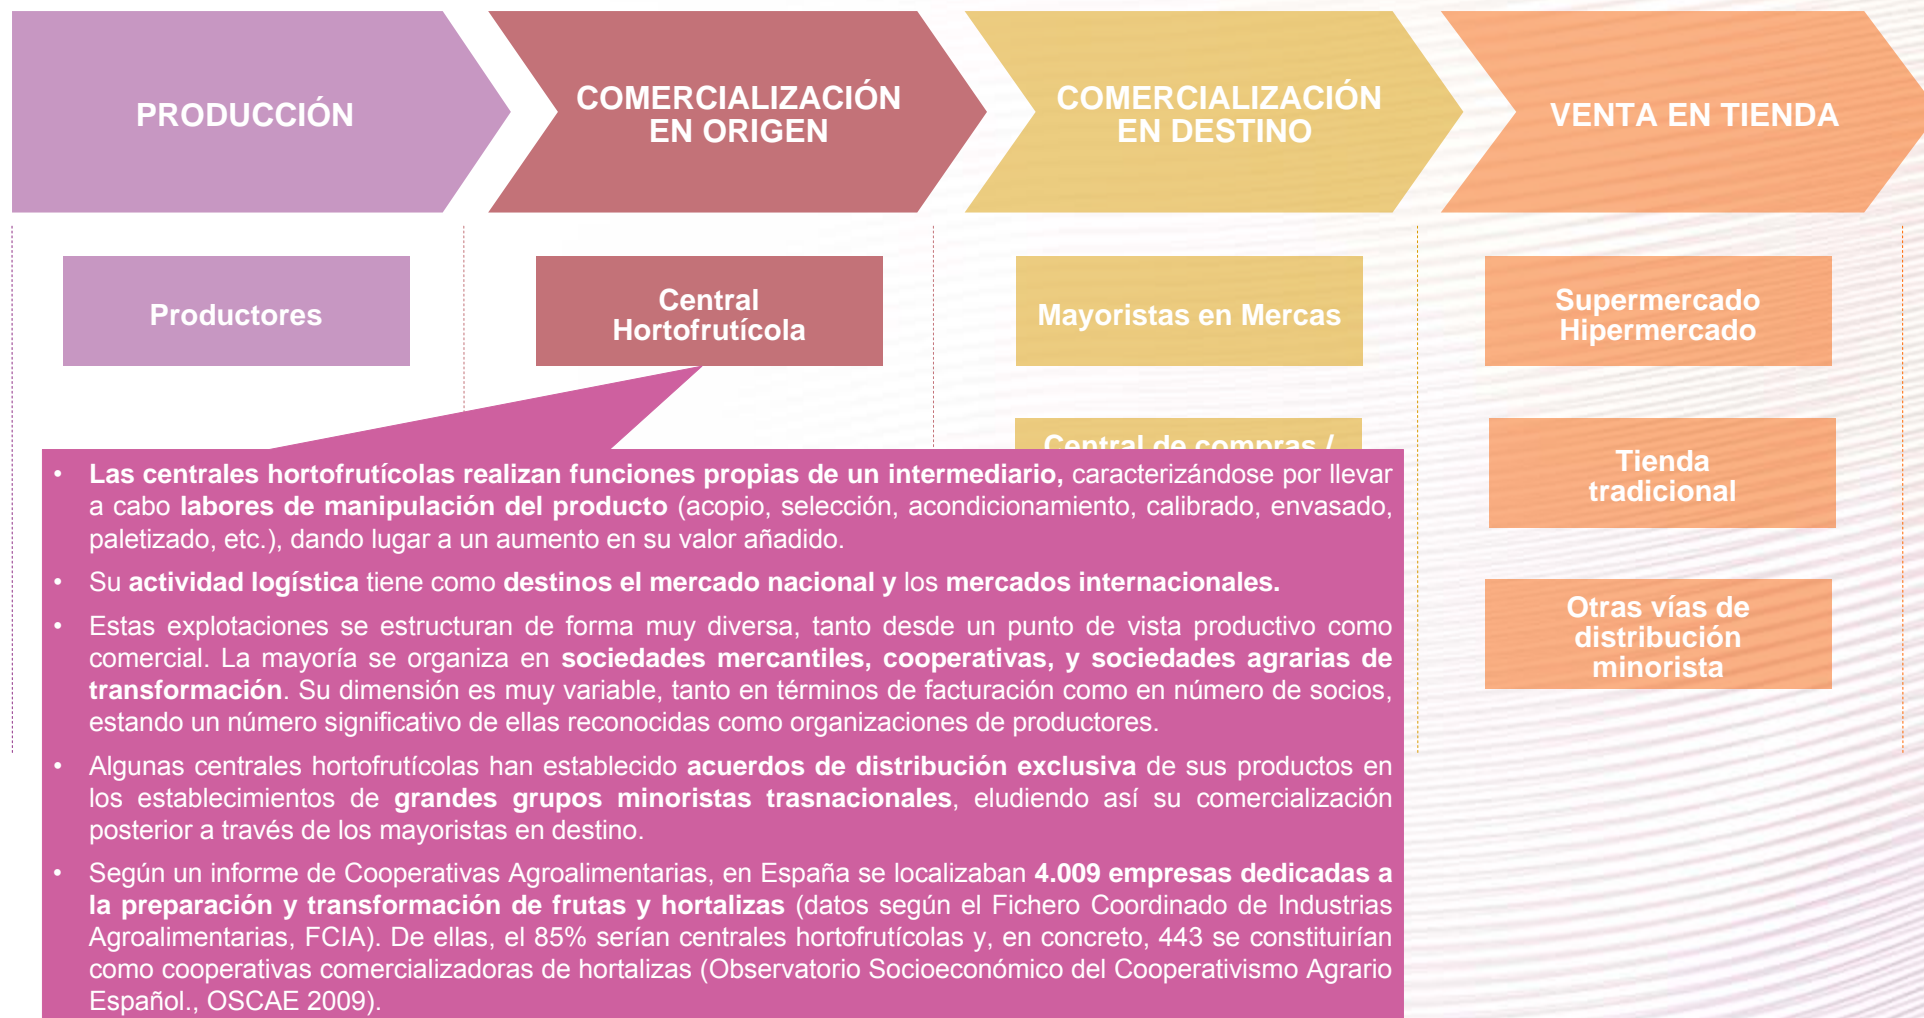 PRODUCCIÓN
COMERCIALIZACIÓN
EN ORIGEN
COMERCIALIZACIÓN
EN DESTINO
VENTA EN TIENDA
Productores
Central
Hortofrutícola
Mayoristas en Mercas
Supermercado
Hipermercado
Central de compras /
Tienda
tradicional
Otras vías de
distribución
minorista
• Las centrales hortofrutícolas realizan funciones propias de un intermediario, caracterizándose por llevar
a cabo labores de manipulación del producto (acopio, selección, acondicionamiento, calibrado, envasado,
paletizado, etc.), dando lugar a un aumento en su valor añadido.
• Su actividad logística tiene como destinos el mercado nacional y los mercados internacionales.
• Estas explotaciones se estructuran de forma muy diversa, tanto desde un punto de vista productivo como
comercial. La mayoría se organiza en sociedades mercantiles, cooperativas, y sociedades agrarias de
transformación. Su dimensión es muy variable, tanto en términos de facturación como en número de socios,
estando un número significativo de ellas reconocidas como organizaciones de productores.
• Algunas centrales hortofrutícolas han establecido acuerdos de distribución exclusiva de sus productos en
los establecimientos de grandes grupos minoristas trasnacionales, eludiendo así su comercialización
posterior a través de los mayoristas en destino.
• Según un informe de Cooperativas Agroalimentarias, en España se localizaban 4.009 empresas dedicadas a
la preparación y transformación de frutas y hortalizas (datos según el Fichero Coordinado de Industrias
Agroalimentarias, FCIA). De ellas, el 85% serían centrales hortofrutícolas y, en concreto, 443 se constituirían
como cooperativas comercializadoras de hortalizas (Observatorio Socioeconómico del Cooperativismo Agrario
Español., OSCAE 2009).